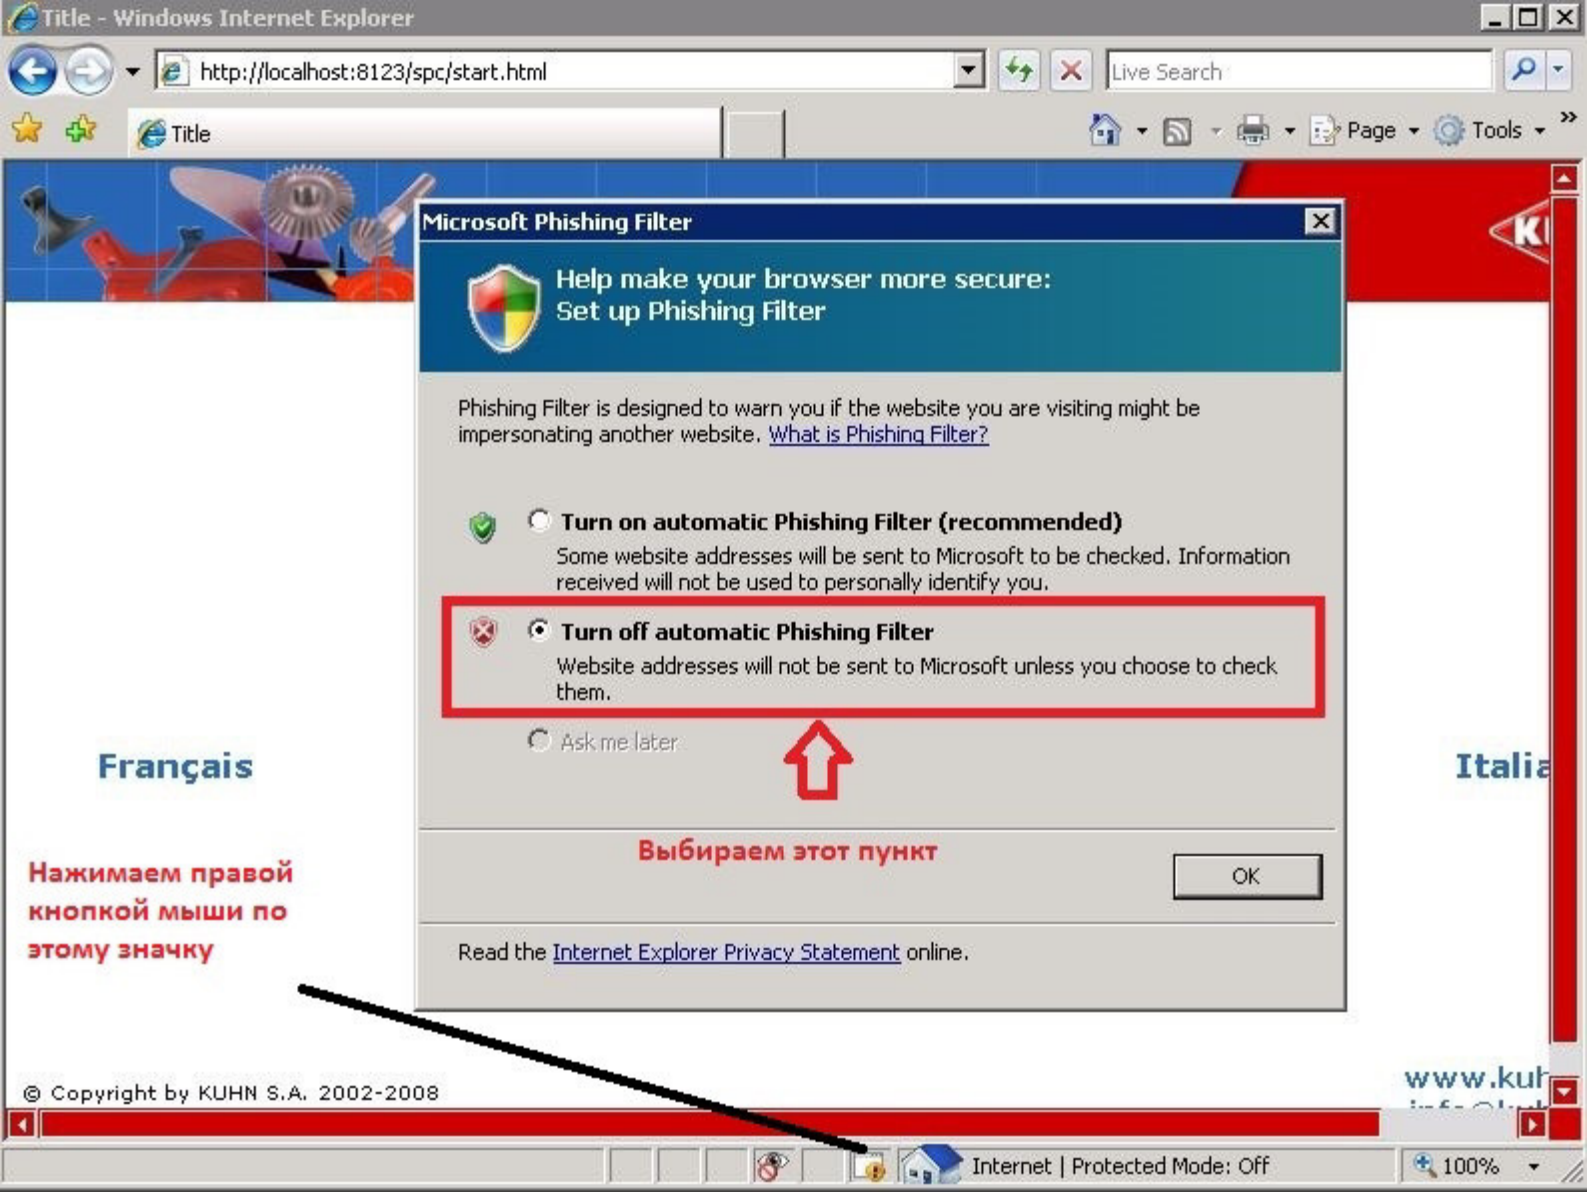 Title - Windows Internet Explorer
http://localhost:8123/spc/start.html
Live Search
Title
Page
Tools
Microsoft Phishing Filter
Help make your browser more secure:
Set up Phishing Filter
Phishing Filter is designed to warn you if the website you are visiting might be
impersonating another website. What is Phishing Filter?
Turn on automatic Phishing Filter (recommended)
Some website addresses will be sent to Microsoft to be checked. Information
received will not be used to personally identify you.
Turn off automatic Phishing Filter
Website addresses will not be sent to Microsoft unless you choose to check
them.
Ask me later
Français
Italia
Выбираем этот пункт
Нажимаем правой
кнопкой мыши по
этому значку
OK
Read the Internet Explorer Privacy Statement online.
© Copyright by KUHN S.A. 2002-2008
www.kuh
Internet | Protected Mode: Off
100%